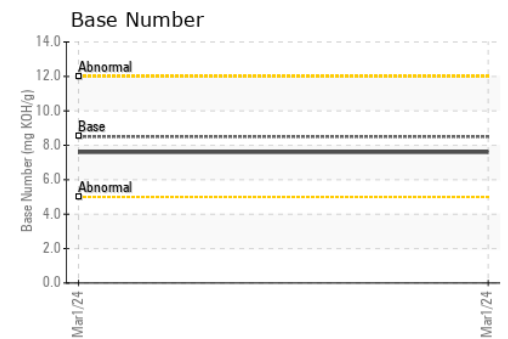 Base Number
14.0
Abnormal
12.0
10.0
Base
8.0
6.0
Abnormal
4.0
2.0
0.0
Base Number (mg KOH/g)
Mar1/24
Mar1/24